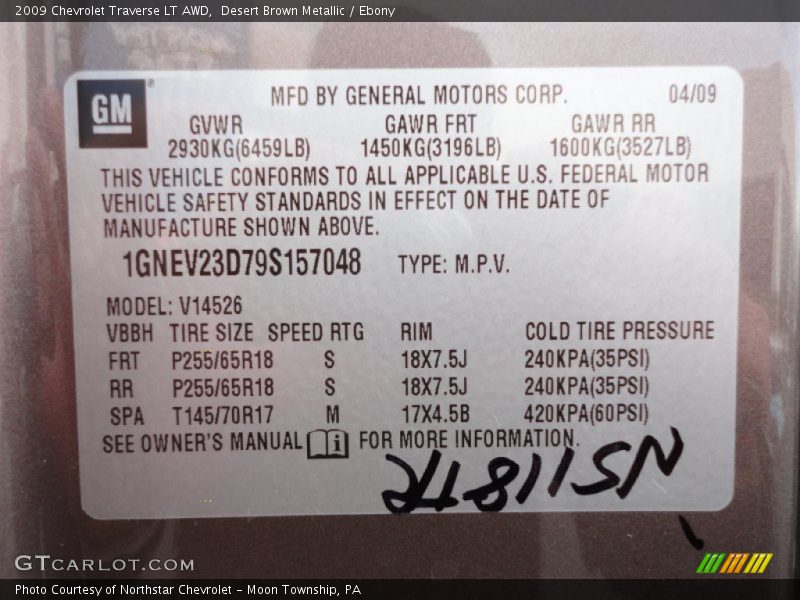 2009 Chevrolet Traverse LT AWD,  Desert Brown Metallic / Ebony
GM ® MFD BY GENERAL MOTORS CORP. 04/09
GVWR GAWR FRT GAWR RR
2930KG(6459LB) 1450KG(3196LB) 1600KG(3527LB)
THIS VEHICLE CONFORMS TO ALL APPLICABLE U.S. FEDERAL MOTOR
VEHICLE SAFETY STANDARDS IN EFFECT ON THE DATE OF
MANUFACTURE SHOWN ABOVE.
1GNEV23D79S157048 TYPE: M.P.V.
MODEL: V14526
VBBH TIRE SIZE SPEED RTG RIM COLD TIRE PRESSURE
FRT P255/65R18 S 18X7.5J 240KPA(35PSI)
RR P255/65R18 S 18X7.5J 240KPA(35PSI)
SPA T145/70R17 M 17X4.5B 420KPA(60PSI)
SEE OWNER'S MANUAL i FOR MORE INFORMATION.
GTCARLOT.COM
Photo Courtesy of Northstar Chevrolet - Moon Township, PA